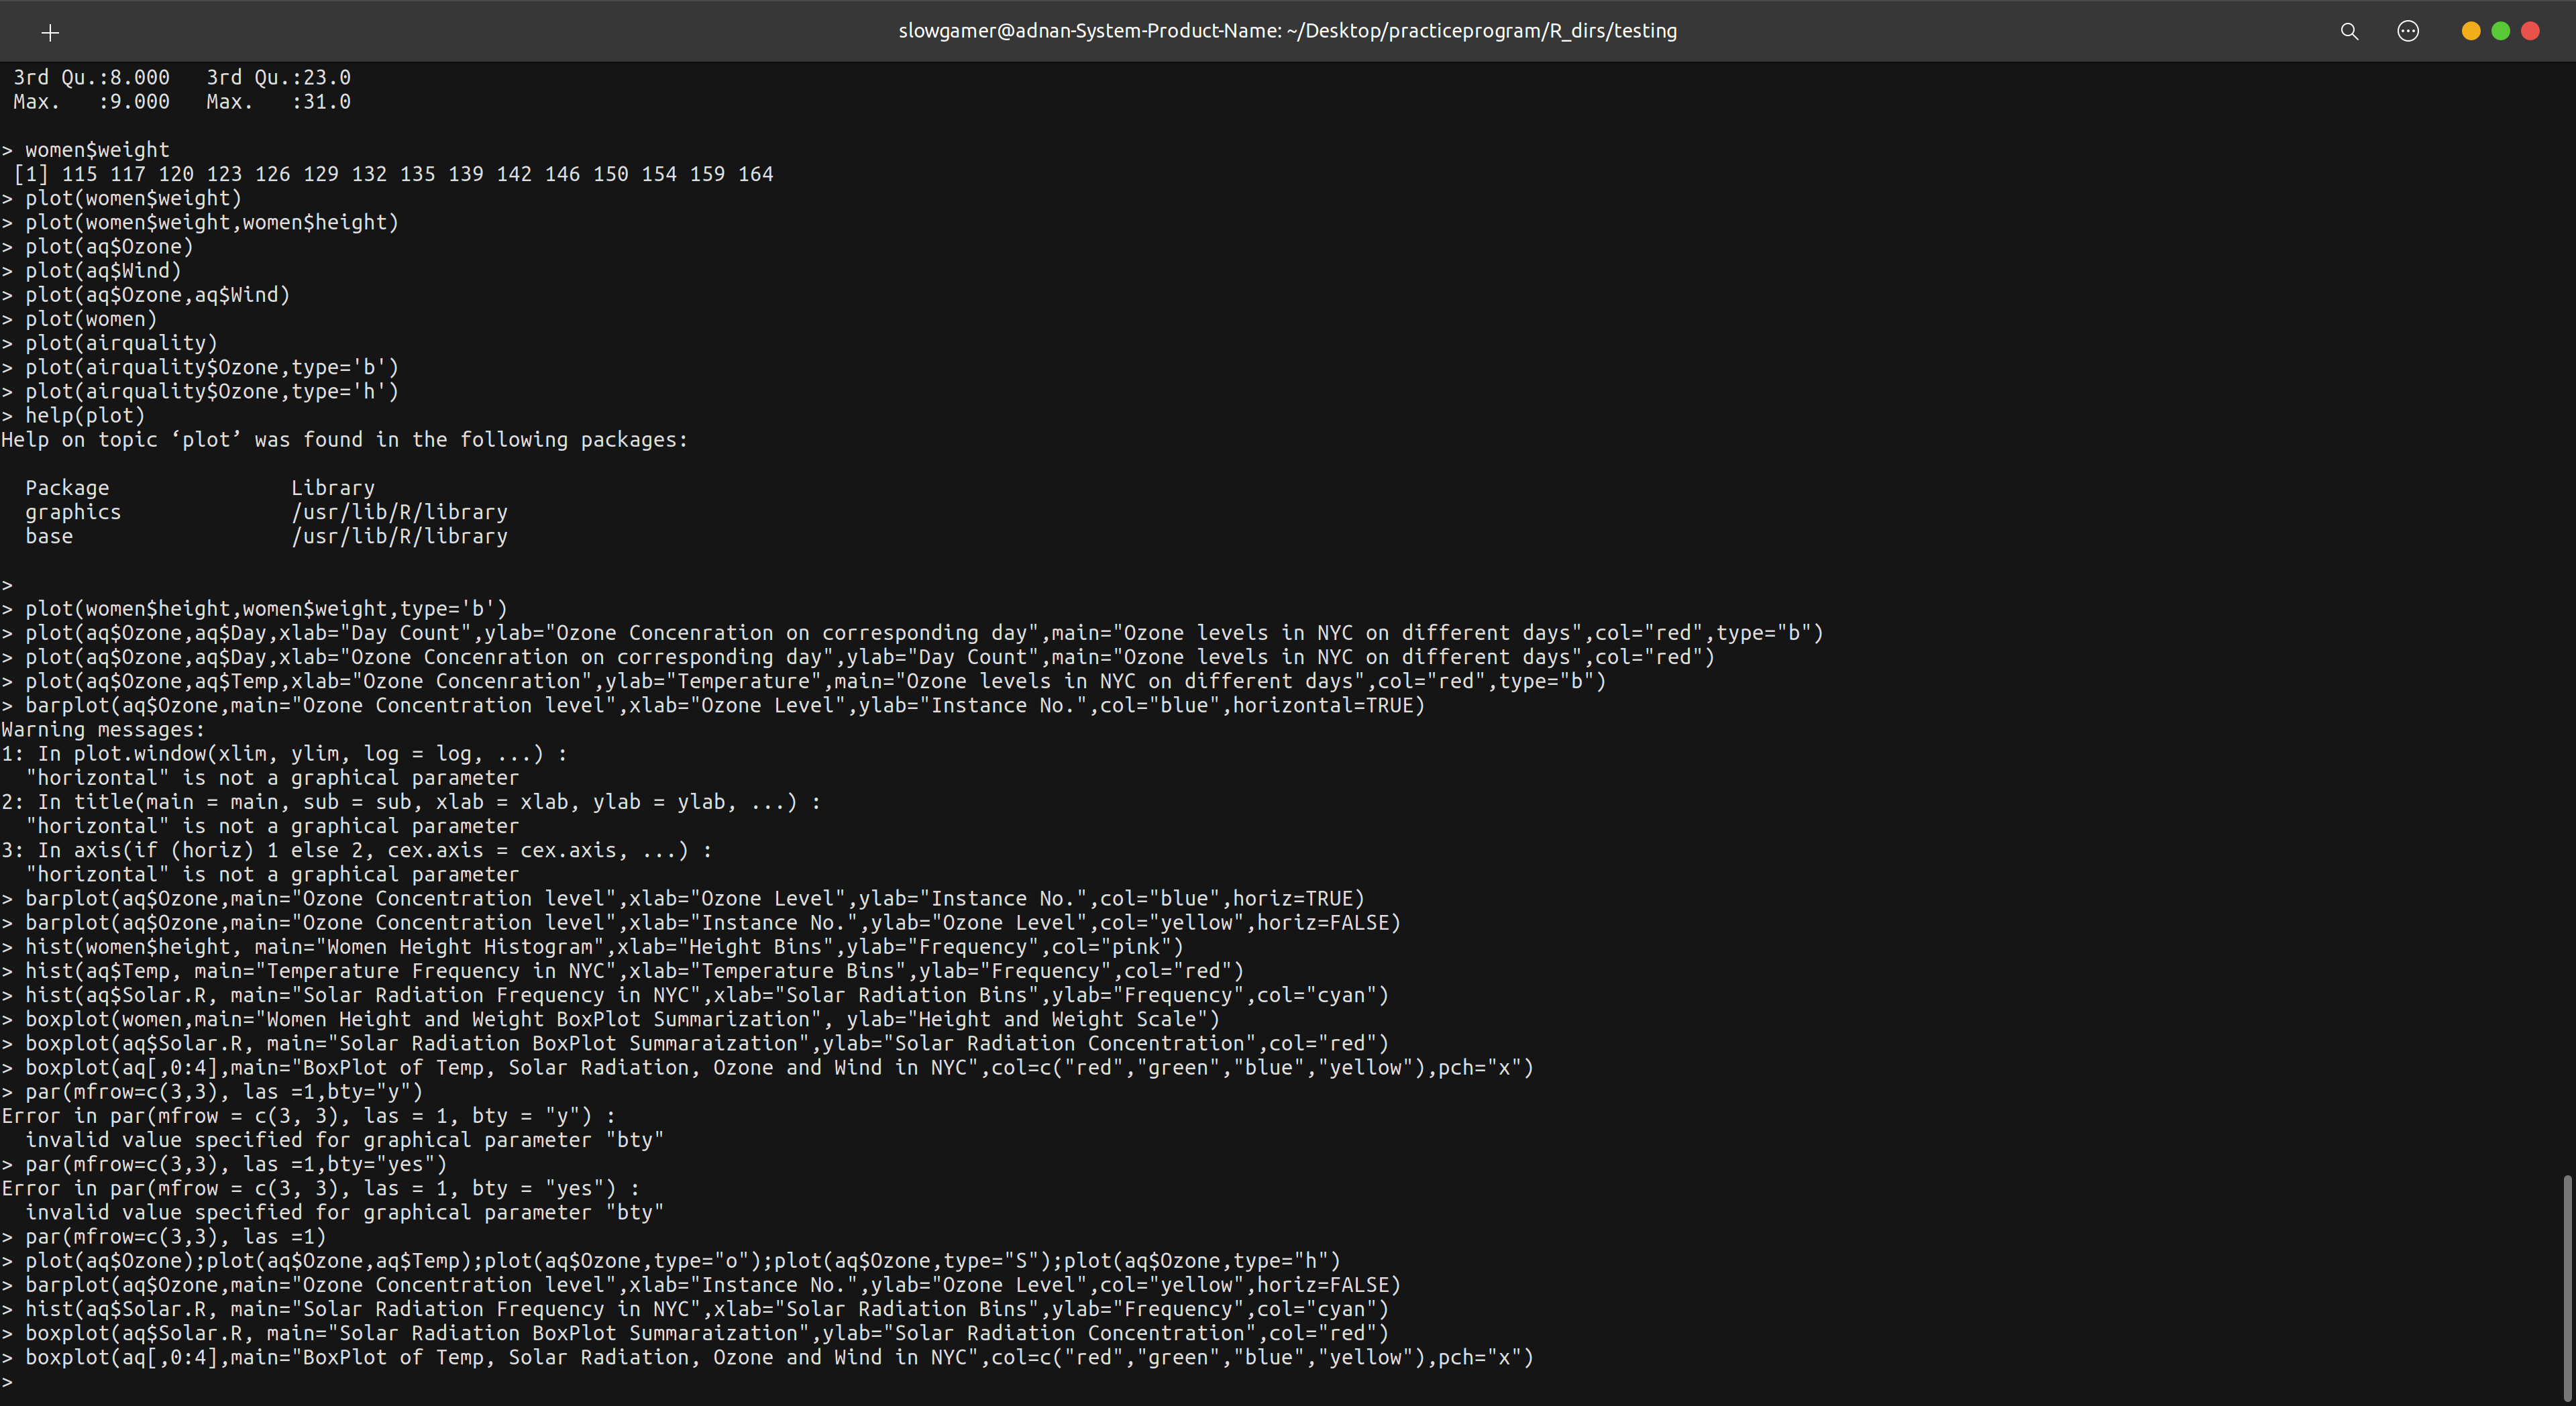 slowgamer@adnan-System-Product-Name: ~/Desktop/practiceprogram/R_dirs/testing
 3rd Qu.:8.000   3rd Qu.:23.0
 Max.   :9.000   Max.   :31.0

> women$weight
 [1] 115 117 120 123 126 129 132 135 139 142 146 150 154 159 164
> plot(women$weight)
> plot(women$weight,women$height)
> plot(aq$Ozone)
> plot(aq$Wind)
> plot(aq$Ozone,aq$Wind)
> plot(women)
> plot(airquality)
> plot(airquality$Ozone,type='b')
> plot(airquality$Ozone,type='h')
> help(plot)
Help on topic ‘plot’ was found in the following packages:

  Package               Library
  graphics              /usr/lib/R/library
  base                  /usr/lib/R/library

>
> plot(women$height,women$weight,type='b')
> plot(aq$Ozone,aq$Day,xlab="Day Count",ylab="Ozone Concenration on corresponding day",main="Ozone levels in NYC on different days",col="red",type="b")
> plot(aq$Ozone,aq$Day,xlab="Ozone Concenration on corresponding day",ylab="Day Count",main="Ozone levels in NYC on different days",col="red")
> plot(aq$Ozone,aq$Temp,xlab="Ozone Concenration",ylab="Temperature",main="Ozone levels in NYC on different days",col="red",type="b")
> barplot(aq$Ozone,main="Ozone Concentration level",xlab="Ozone Level",ylab="Instance No.",col="blue",horizontal=TRUE)
Warning messages:
1: In plot.window(xlim, ylim, log = log, ...) :
  "horizontal" is not a graphical parameter
2: In title(main = main, sub = sub, xlab = xlab, ylab = ylab, ...) :
  "horizontal" is not a graphical parameter
3: In axis(if (horiz) 1 else 2, cex.axis = cex.axis, ...) :
  "horizontal" is not a graphical parameter
> barplot(aq$Ozone,main="Ozone Concentration level",xlab="Ozone Level",ylab="Instance No.",col="blue",horiz=TRUE)
> barplot(aq$Ozone,main="Ozone Concentration level",xlab="Instance No.",ylab="Ozone Level",col="yellow",horiz=FALSE)
> hist(women$height, main="Women Height Histogram",xlab="Height Bins",ylab="Frequency",col="pink")
> hist(aq$Temp, main="Temperature Frequency in NYC",xlab="Temperature Bins",ylab="Frequency",col="red")
> hist(aq$Solar.R, main="Solar Radiation Frequency in NYC",xlab="Solar Radiation Bins",ylab="Frequency",col="cyan")
> boxplot(women,main="Women Height and Weight BoxPlot Summarization", ylab="Height and Weight Scale")
> boxplot(aq$Solar.R, main="Solar Radiation BoxPlot Summaraization",ylab="Solar Radiation Concentration",col="red")
> boxplot(aq[,0:4],main="BoxPlot of Temp, Solar Radiation, Ozone and Wind in NYC",col=c("red","green","blue","yellow"),pch="x")
> par(mfrow=c(3,3), las =1,bty="y")
Error in par(mfrow = c(3, 3), las = 1, bty = "y") :
  invalid value specified for graphical parameter "bty"
> par(mfrow=c(3,3), las =1,bty="yes")
Error in par(mfrow = c(3, 3), las = 1, bty = "yes") :
  invalid value specified for graphical parameter "bty"
> par(mfrow=c(3,3), las =1)
> plot(aq$Ozone);plot(aq$Ozone,aq$Temp);plot(aq$Ozone,type="o");plot(aq$Ozone,type="S");plot(aq$Ozone,type="h")
> barplot(aq$Ozone,main="Ozone Concentration level",xlab="Instance No.",ylab="Ozone Level",col="yellow",horiz=FALSE)
> hist(aq$Solar.R, main="Solar Radiation Frequency in NYC",xlab="Solar Radiation Bins",ylab="Frequency",col="cyan")
> boxplot(aq$Solar.R, main="Solar Radiation BoxPlot Summaraization",ylab="Solar Radiation Concentration",col="red")
> boxplot(aq[,0:4],main="BoxPlot of Temp, Solar Radiation, Ozone and Wind in NYC",col=c("red","green","blue","yellow"),pch="x")
>